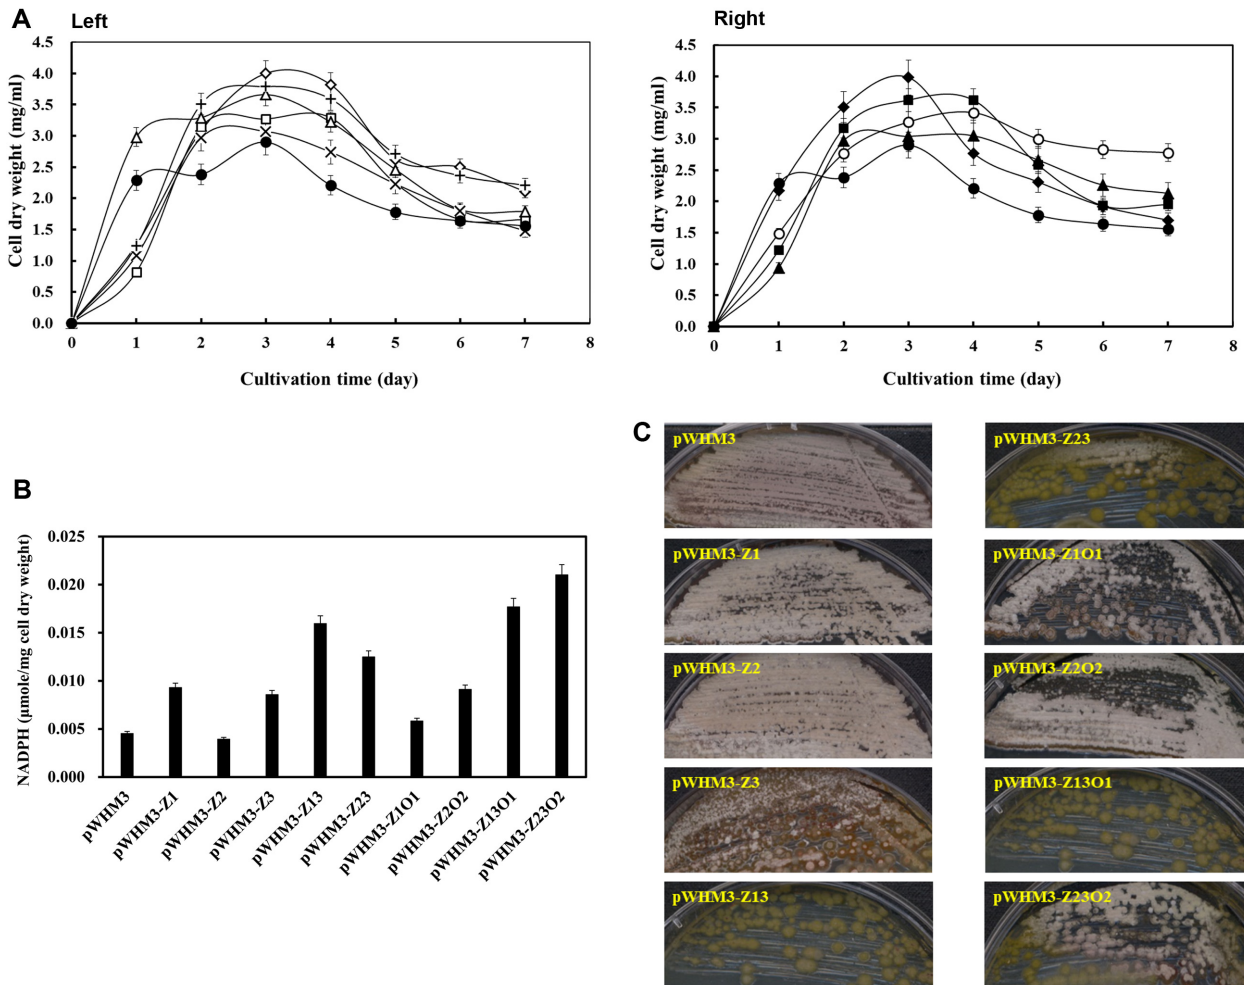 A
Left
Right
4.5
4.0
3.5
3.0
2.5
2.0
1.5
1.0
0.5
0.0
Cell dry weight (mg/ml)
0 1 2 3 4 5 6 7 8
Cultivation time (day)
4.5
4.0
3.5
3.0
2.5
2.0
1.5
1.0
0.5
0.0
Cell dry weight (mg/ml)
0 1 2 3 4 5 6 7 8
Cultivation time (day)
B
0.025
0.020
0.015
0.010
0.005
0.000
NADPH (μmole/mg cell dry weight)
pWHM3
pWHM3-Z1
pWHM3-Z2
pWHM3-Z3
pWHM3-Z13
pWHM3-Z23
pWHM3-Z1O1
pWHM3-Z2O2
pWHM3-Z13O1
pWHM3-Z23O2
C
pWHM3
pWHM3-Z23
pWHM3-Z1
pWHM3-Z1O1
pWHM3-Z2
pWHM3-Z2O2
pWHM3-Z3
pWHM3-Z13O1
pWHM3-Z13
pWHM3-Z23O2